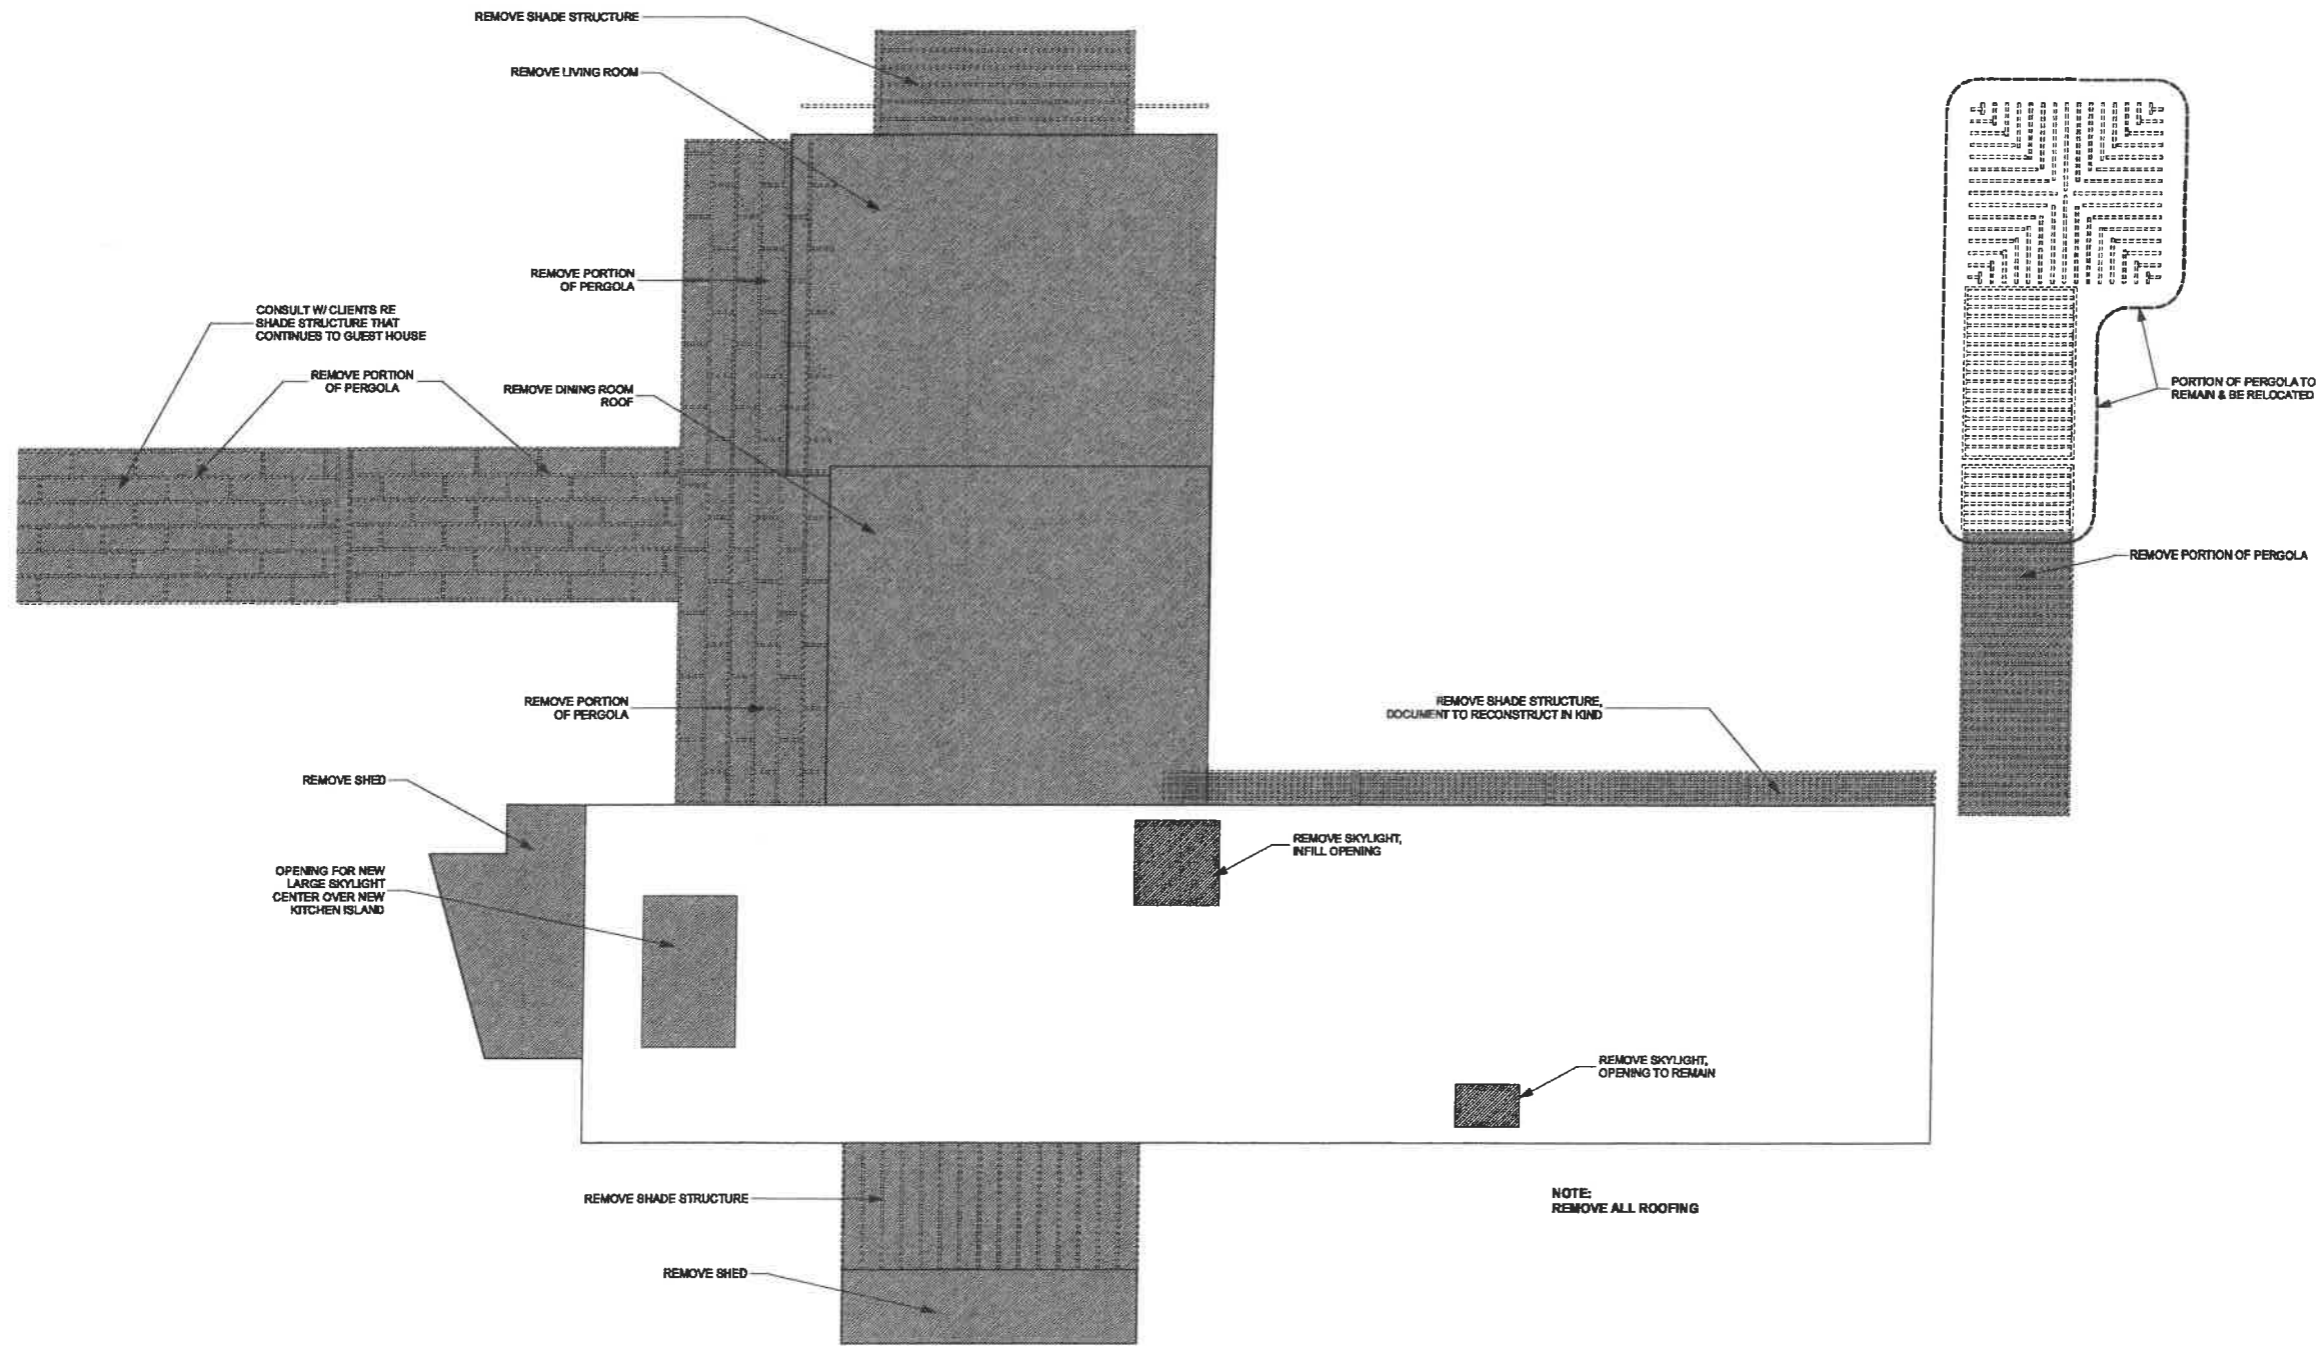 REMOVE SHADE STRUCTURE
REMOVE LIVING ROOM
REMOVE PORTION
OF PERGOLA
CONSULT W/ CLIENTS RE
SHADE STRUCTURE THAT
CONTINUES TO GUEST HOUSE
REMOVE PORTION
OF PERGOLA
REMOVE DINING ROOM
ROOF
PORTION OF PERGOLA TO
REMAIN & BE RELOCATED
REMOVE PORTION OF PERGOLA
REMOVE PORTION
OF PERGOLA
REMOVE SHADE STRUCTURE,
DOCUMENT TO RECONSTRUCT IN KIND
REMOVE SHED
OPENING FOR NEW
LARGE SKYLIGHT
CENTER OVER NEW
KITCHEN ISLAND
REMOVE SKYLIGHT,
INFILL OPENING
REMOVE SKYLIGHT,
OPENING TO REMAIN
REMOVE SHADE STRUCTURE
NOTE:
REMOVE ALL ROOFING
REMOVE SHED